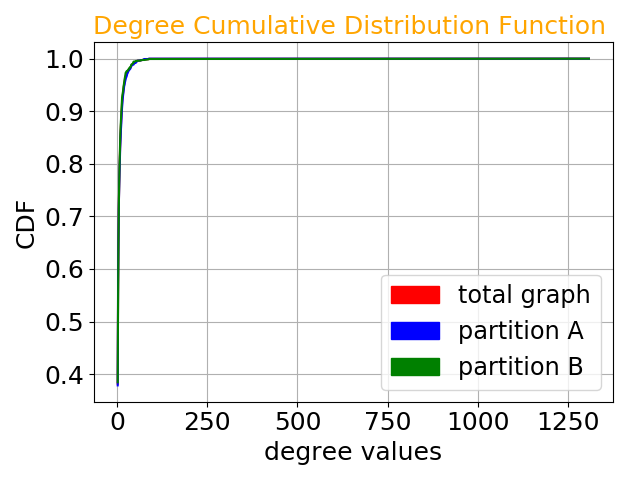 Degree Cumulative Distribution Function
1.0
0.9
0.8
0.7
0.6
0.5
0.4
CDF
total graph
partition A
partition B
0 250 500 750 1000 1250
degree values